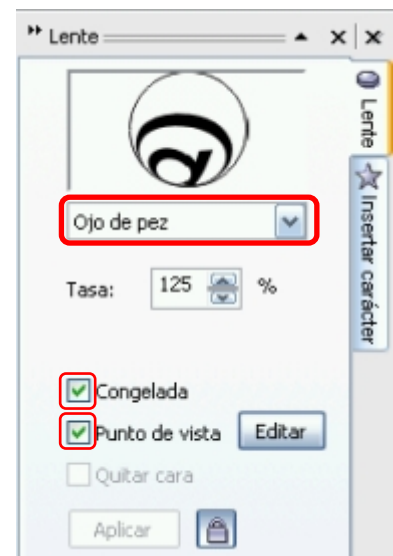 Lente
Ojo de pez
Tasa: 125 %
Congelada
Punto de vista Editar
Quitar cara
Aplicar
Lente
Insertar carácter